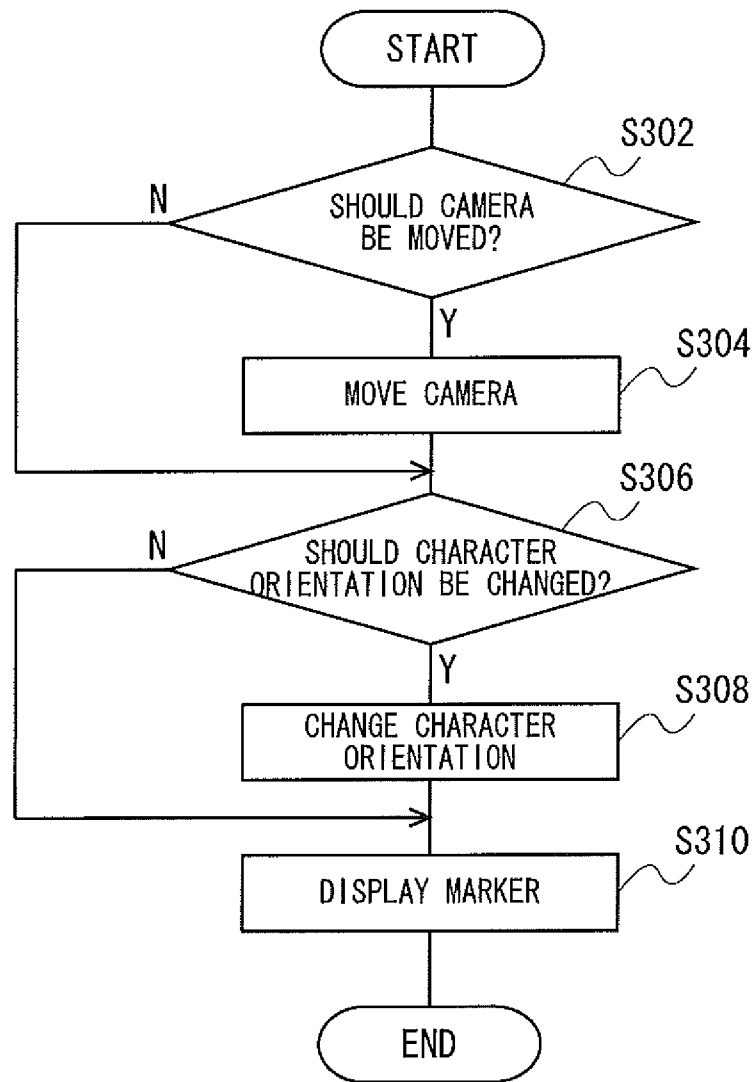 START
S302
N
SHOULD CAMERA
BE MOVED?
Y
S304
MOVE CAMERA
S306
N
SHOULD CHARACTER
ORIENTATION BE CHANGED?
Y
S308
CHANGE CHARACTER
ORIENTATION
S310
DISPLAY MARKER
END